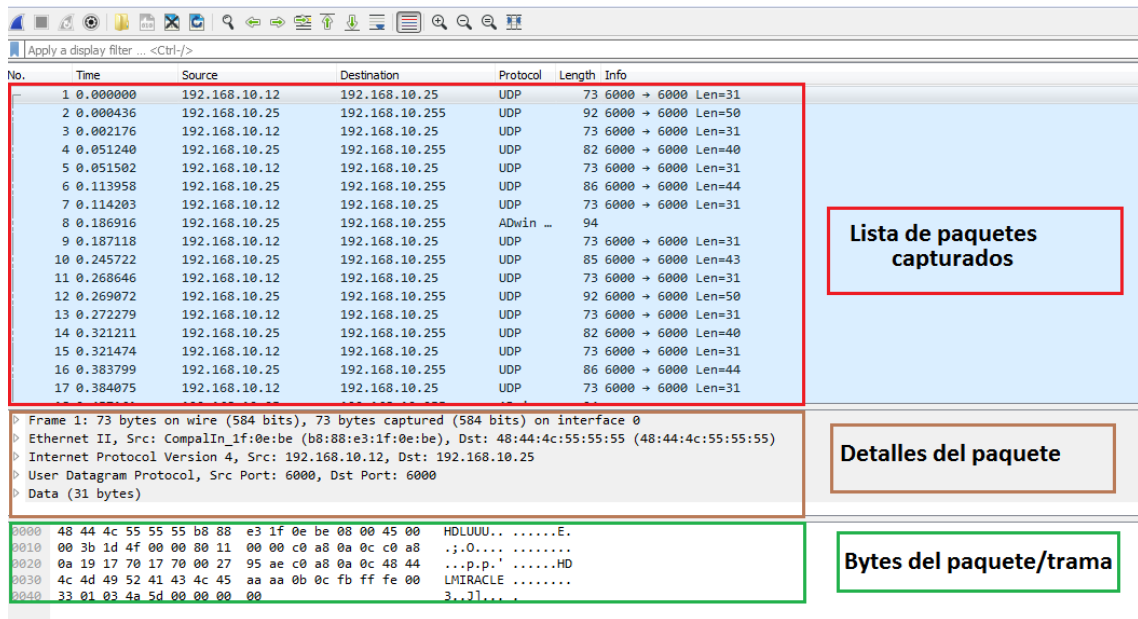 Apply a display filter ... <Ctrl-/>
No. Time Source Destination Protocol Length Info
1 0.000000 192.168.10.12 192.168.10.25 UDP 73 6000 → 6000 Len=31
2 0.000436 192.168.10.25 192.168.10.255 UDP 92 6000 → 6000 Len=50
3 0.002176 192.168.10.12 192.168.10.25 UDP 73 6000 → 6000 Len=31
4 0.051240 192.168.10.25 192.168.10.255 UDP 82 6000 → 6000 Len=40
5 0.051502 192.168.10.12 192.168.10.25 UDP 73 6000 → 6000 Len=31
6 0.113958 192.168.10.25 192.168.10.255 UDP 86 6000 → 6000 Len=44
7 0.114203 192.168.10.12 192.168.10.25 UDP 73 6000 → 6000 Len=31
8 0.186916 192.168.10.25 192.168.10.255 ADwin … 94
9 0.187118 192.168.10.12 192.168.10.25 UDP 73 6000 → 6000 Len=31
10 0.245722 192.168.10.25 192.168.10.255 UDP 85 6000 → 6000 Len=43
11 0.268646 192.168.10.12 192.168.10.25 UDP 73 6000 → 6000 Len=31
12 0.269072 192.168.10.25 192.168.10.255 UDP 92 6000 → 6000 Len=50
13 0.272279 192.168.10.12 192.168.10.25 UDP 73 6000 → 6000 Len=31
14 0.321211 192.168.10.25 192.168.10.255 UDP 82 6000 → 6000 Len=40
15 0.321474 192.168.10.12 192.168.10.25 UDP 73 6000 → 6000 Len=31
16 0.383799 192.168.10.25 192.168.10.255 UDP 86 6000 → 6000 Len=44
17 0.384075 192.168.10.12 192.168.10.25 UDP 73 6000 → 6000 Len=31
Lista de paquetes
capturados
Frame 1: 73 bytes on wire (584 bits), 73 bytes captured (584 bits) on interface 0
Ethernet II, Src: CompalIn_1f:0e:be (b8:88:e3:1f:0e:be), Dst: 48:44:4c:55:55:55 (48:44:4c:55:55:55)
Internet Protocol Version 4, Src: 192.168.10.12, Dst: 192.168.10.25
User Datagram Protocol, Src Port: 6000, Dst Port: 6000
Data (31 bytes)
Detalles del paquete
0000 48 44 4c 55 55 55 b8 88 e3 1f 0e be 08 00 45 00 HDLUUU.. ......E.
0010 00 3b 1d 4f 00 00 80 11 00 00 c0 a8 0a 0c c0 a8 .;.O.... ........
0020 0a 19 17 70 17 70 00 27 95 ae c0 a8 0a 0c 48 44 ...p.p.' ......HD
0030 4c 4d 49 52 41 43 4c 45 aa aa 0b 0c fb ff fe 00 LMIRACLE ........
0040 33 01 03 4a 5d 00 00 00 00 3..J]... .
Bytes del paquete/trama